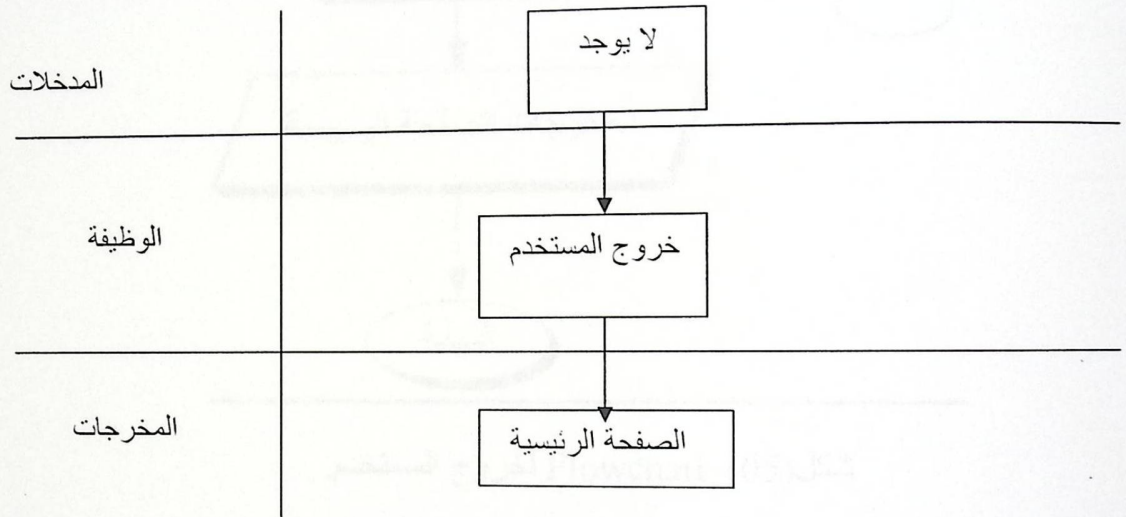 لا يوجد
المدخلات
الوظيفة
خروج المستخدم
المخرجات
الصفحة الرئيسية